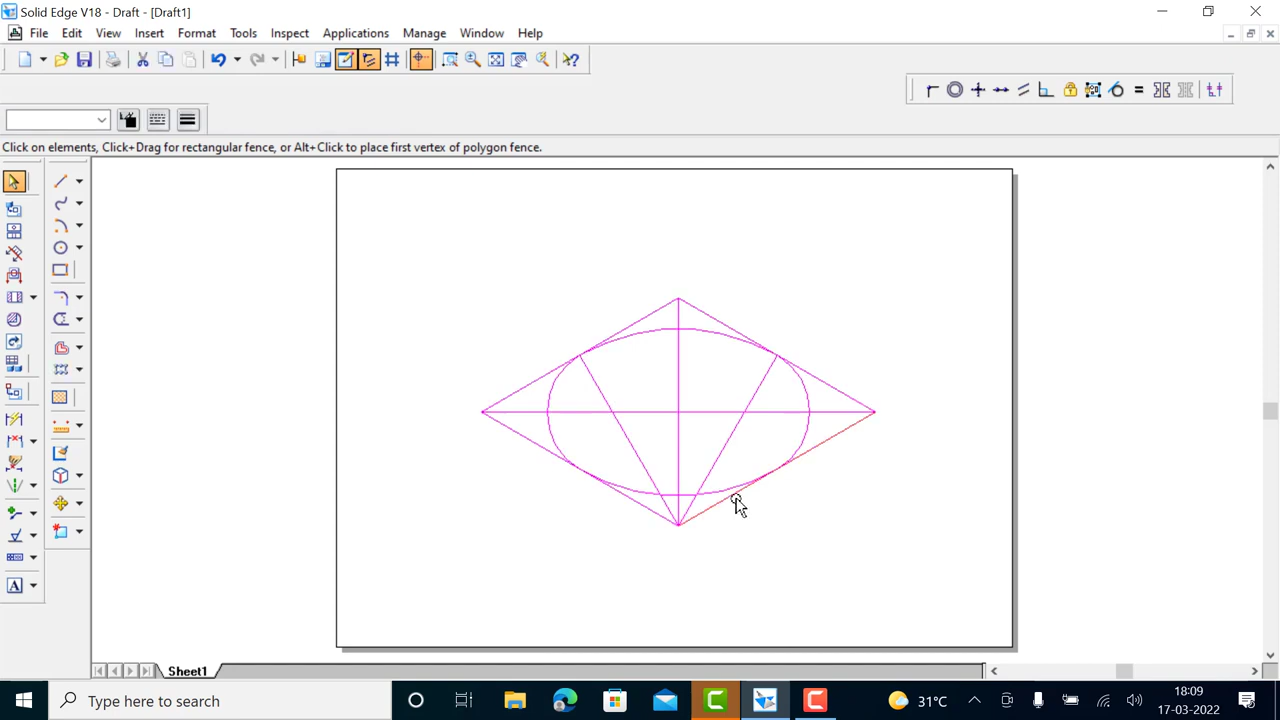 Solid Edge V18 - Draft - [Draft1]
File Edit View Insert Format Tools Inspect Applications Manage Window Help
Click on elements, Click+Drag for rectangular fence, or Alt+Click to place first vertex of polygon fence.
Sheet1
Type here to search
31°C
18:09
17-03-2022